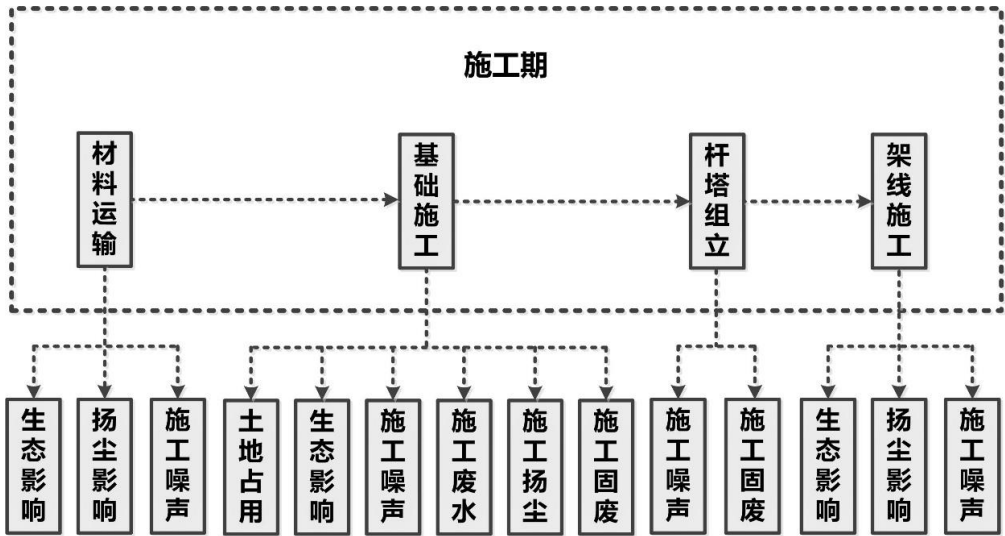 施工期
材料运输
基础施工
杆塔组立
架线施工
生态影响
扬尘影响
施工噪声
土地占用
生态影响
施工噪声
施工废水
施工扬尘
施工固废
施工噪声
施工固废
生态影响
扬尘影响
施工噪声